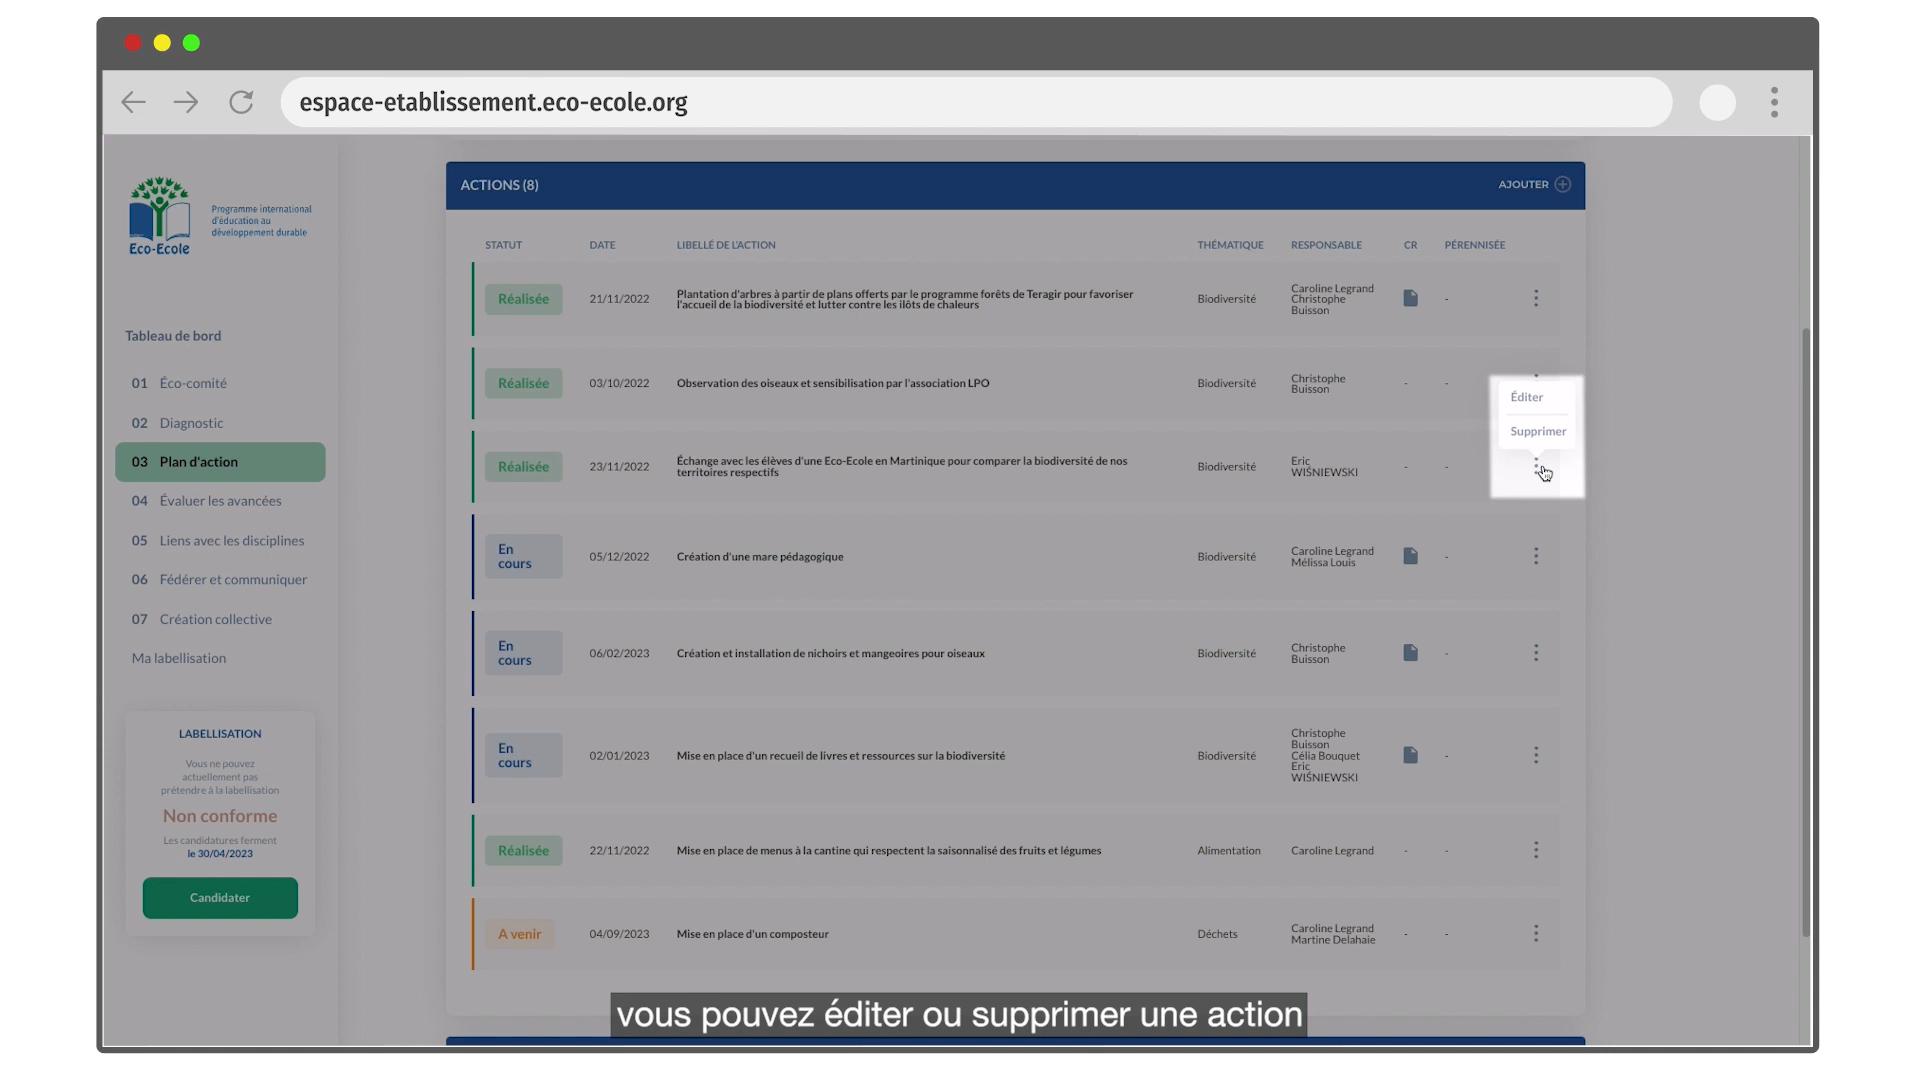 espace-etablissement.eco-ecole.org
Eco-Ecole
Programme international
d'éducation au
développement durable
Tableau de bord
01 Éco-comité
02 Diagnostic
03 Plan d'action
04 Évaluer les avancées
05 Liens avec les disciplines
06 Fédérer et communiquer
07 Création collective
Ma labellisation
LABELLISATION
Vous ne pouvez
actuellement pas
prétendre à la labellisation
Non conforme
Les candidatures ferment
le 30/04/2023
Candidater
ACTIONS (8)
AJOUTER
STATUT DATE LIBELLÉ DE L'ACTION THÉMATIQUE RESPONSABLE CR PÉRENNISÉE
Réalisée 21/11/2022 Plantation d'arbres à partir de plans offerts par le programme forêts de Teragir pour favoriser
l'accueil de la biodiversité et lutter contre les ilôts de chaleurs
Biodiversité
Caroline Legrand
Christophe
Buisson
-
Réalisée 03/10/2022 Observation des oiseaux et sensibilisation par l'association LPO Biodiversité
Christophe
Buisson
- -
Éditer
Supprimer
Réalisée 23/11/2022 Échange avec les élèves d'une Eco-Ecole en Martinique pour comparer la biodiversité de nos
territoires respectifs
Biodiversité
Eric
WIŚNIEWSKI
- -
En
cours
05/12/2022 Création d'une mare pédagogique Biodiversité
Caroline Legrand
Mélissa Louis
-
En
cours
06/02/2023 Création et installation de nichoirs et mangeoires pour oiseaux Biodiversité
Christophe
Buisson
-
En
cours
02/01/2023 Mise en place d'un recueil de livres et ressources sur la biodiversité Biodiversité
Christophe
Buisson
Célia Bouquet
Eric
WIŚNIEWSKI
-
Réalisée 22/11/2022 Mise en place de menus à la cantine qui respectent la saisonnalisé des fruits et légumes Alimentation Caroline Legrand - -
A venir 04/09/2023 Mise en place d'un composteur Déchets
Caroline Legrand
Martine Delahaie
- -
vous pouvez éditer ou supprimer une action